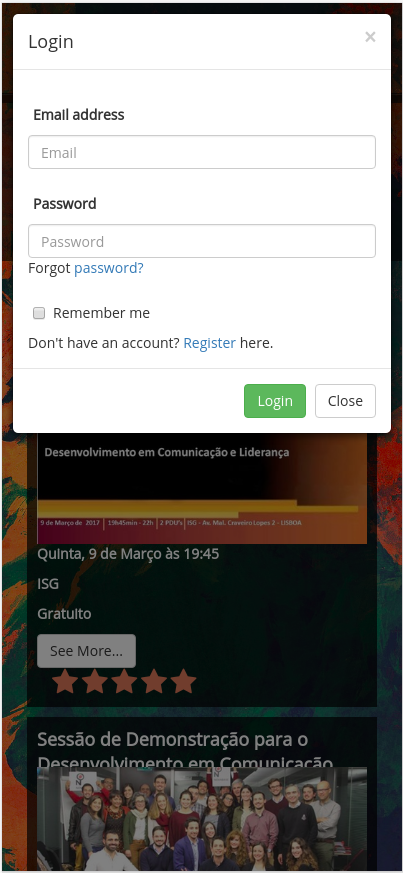 Login
×
Email address
Email
Password
Password
Forgot password?
Remember me
Don't have an account? Register here.
Login
Close
Desenvolvimento em Comunicação e Liderança
9 de Março de 2017 | 19h45min - 22h | 2 PDU's | ISG - Av. Mal. Craveiro Lopes 2 - LISBOA
Quinta, 9 de Março às 19:45
ISG
Gratuito
See More...
Sessão de Demonstração para o
Desenvolvimento em Comunicação